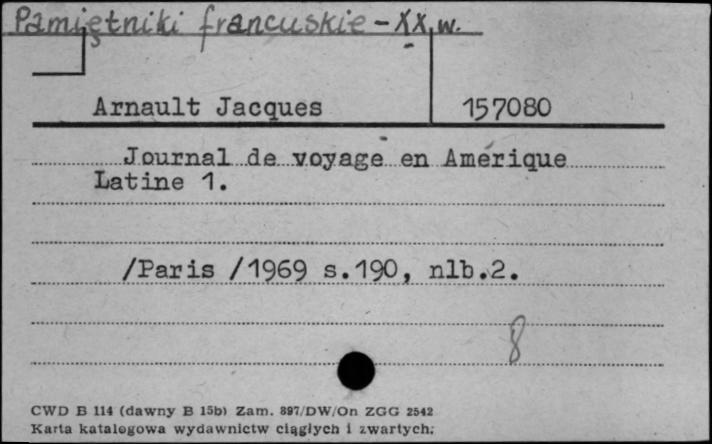 Pamiętniki francuskie - XX w.
Arnault Jacques 157080
Journal de voyage en Amérique
Latine 1.
/Paris /1969 s.190, nlb.2.
8
CWD B 114 (dawny B 15b) Zam. 897/DW/On ZGG 2542
Karta katalogowa wydawnictw ciągłych i zwartych.